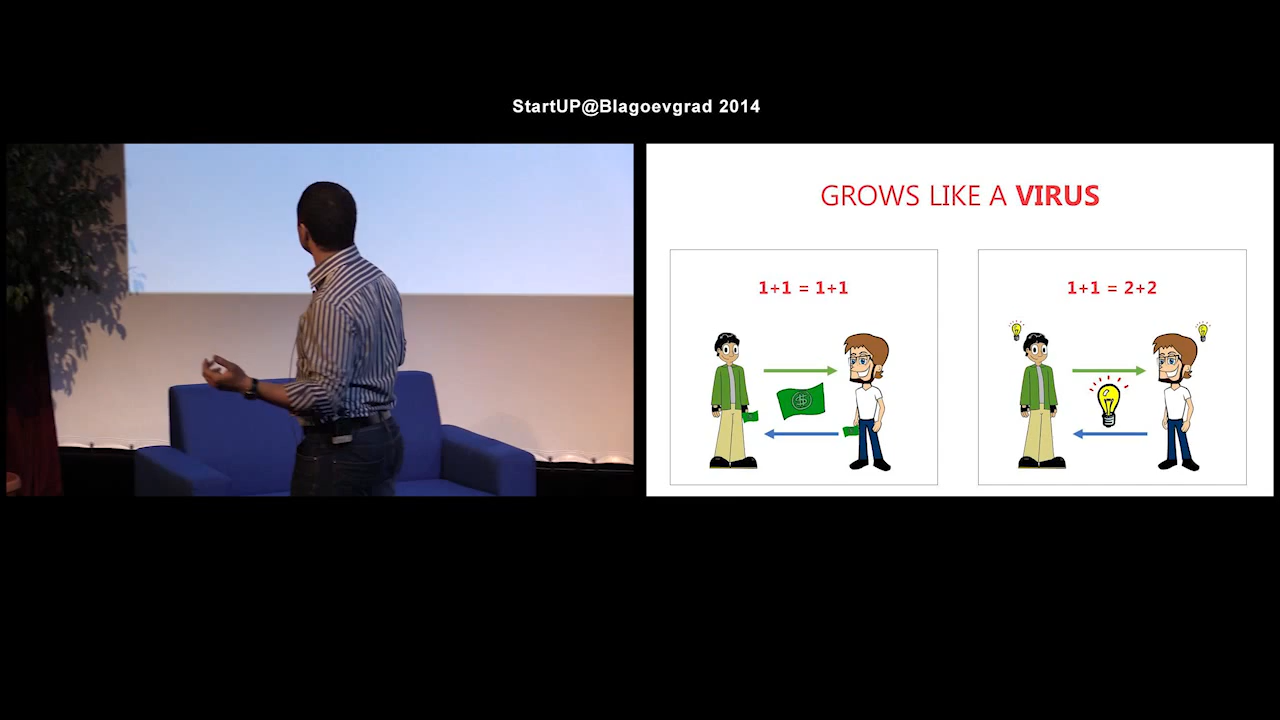 StartUP@Blagoevgrad 2014
GROWS LIKE A VIRUS
1+1 = 1+1
1+1 = 2+2
$